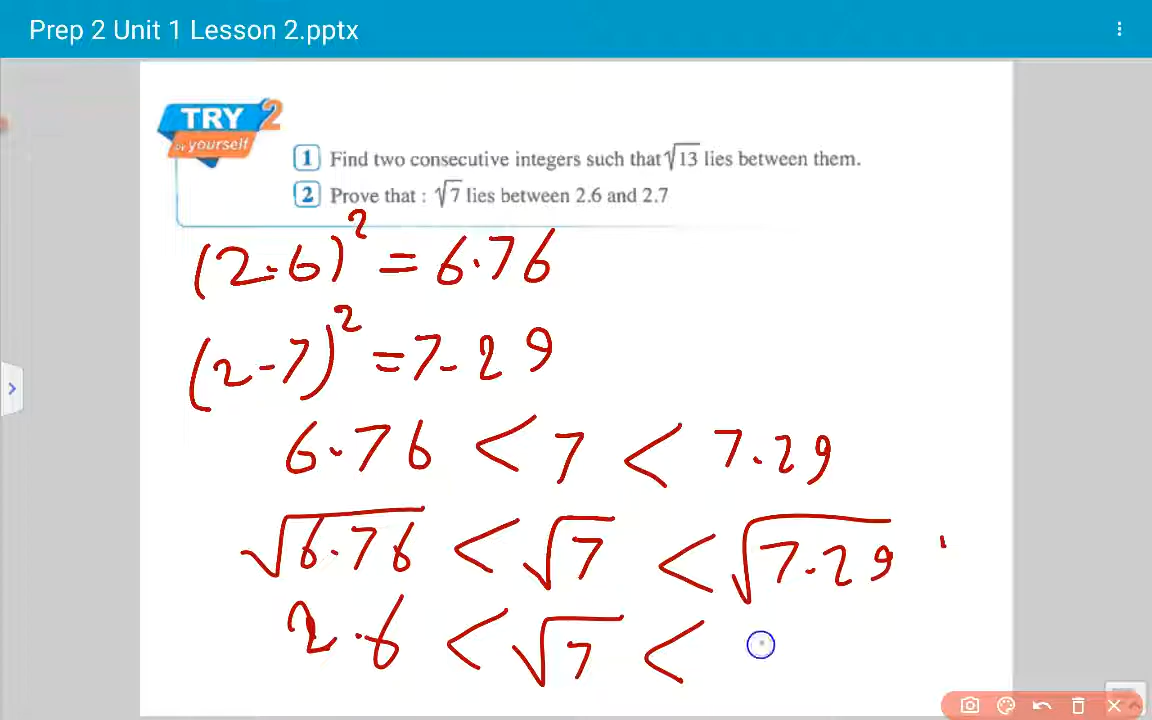 Prep 2 Unit 1 Lesson 2.pptx
TRY 2
by yourself
1 Find two consecutive integers such that √13 lies between them.
2 Prove that : √7 lies between 2.6 and 2.7
(2.6)² = 6.76
(2.7)² = 7.29
6.76 < 7 < 7.29
√6.76 < √7 < √7.29
2.6 < √7 <